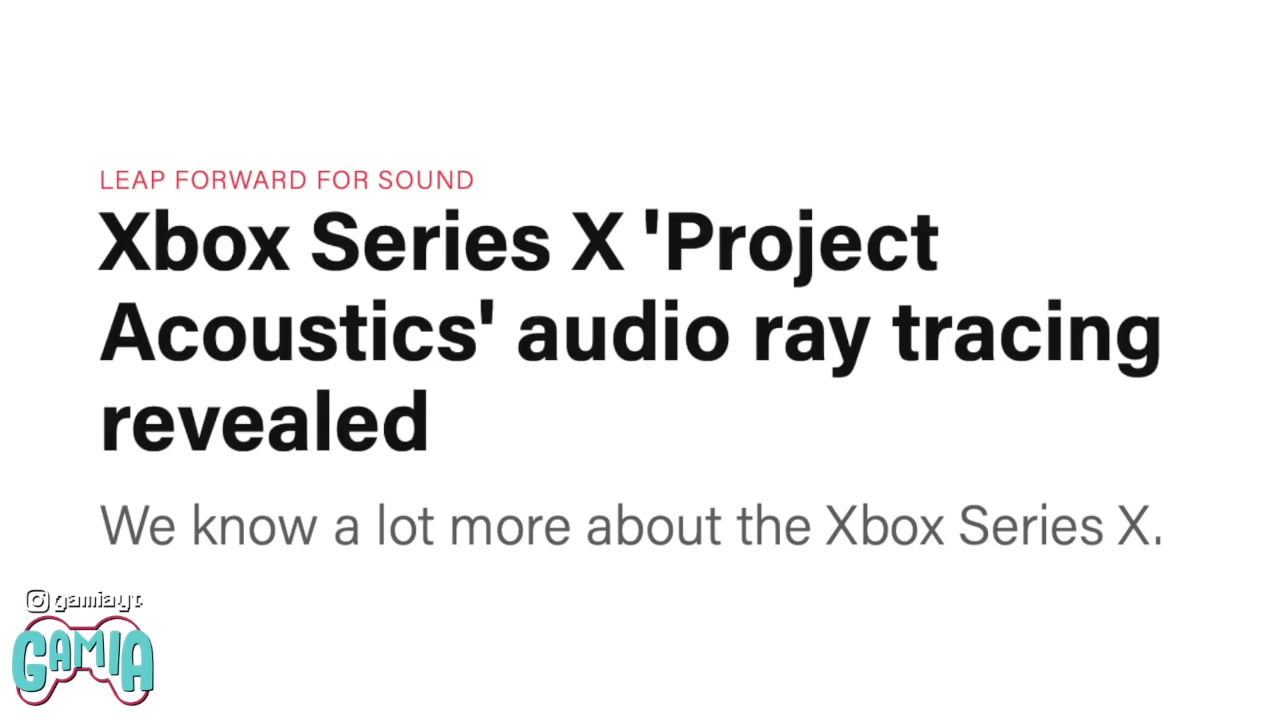 LEAP FORWARD FOR SOUND
Xbox Series X 'Project
Acoustics' audio ray tracing
revealed
We know a lot more about the Xbox Series X.
gamiayt
GAMIA